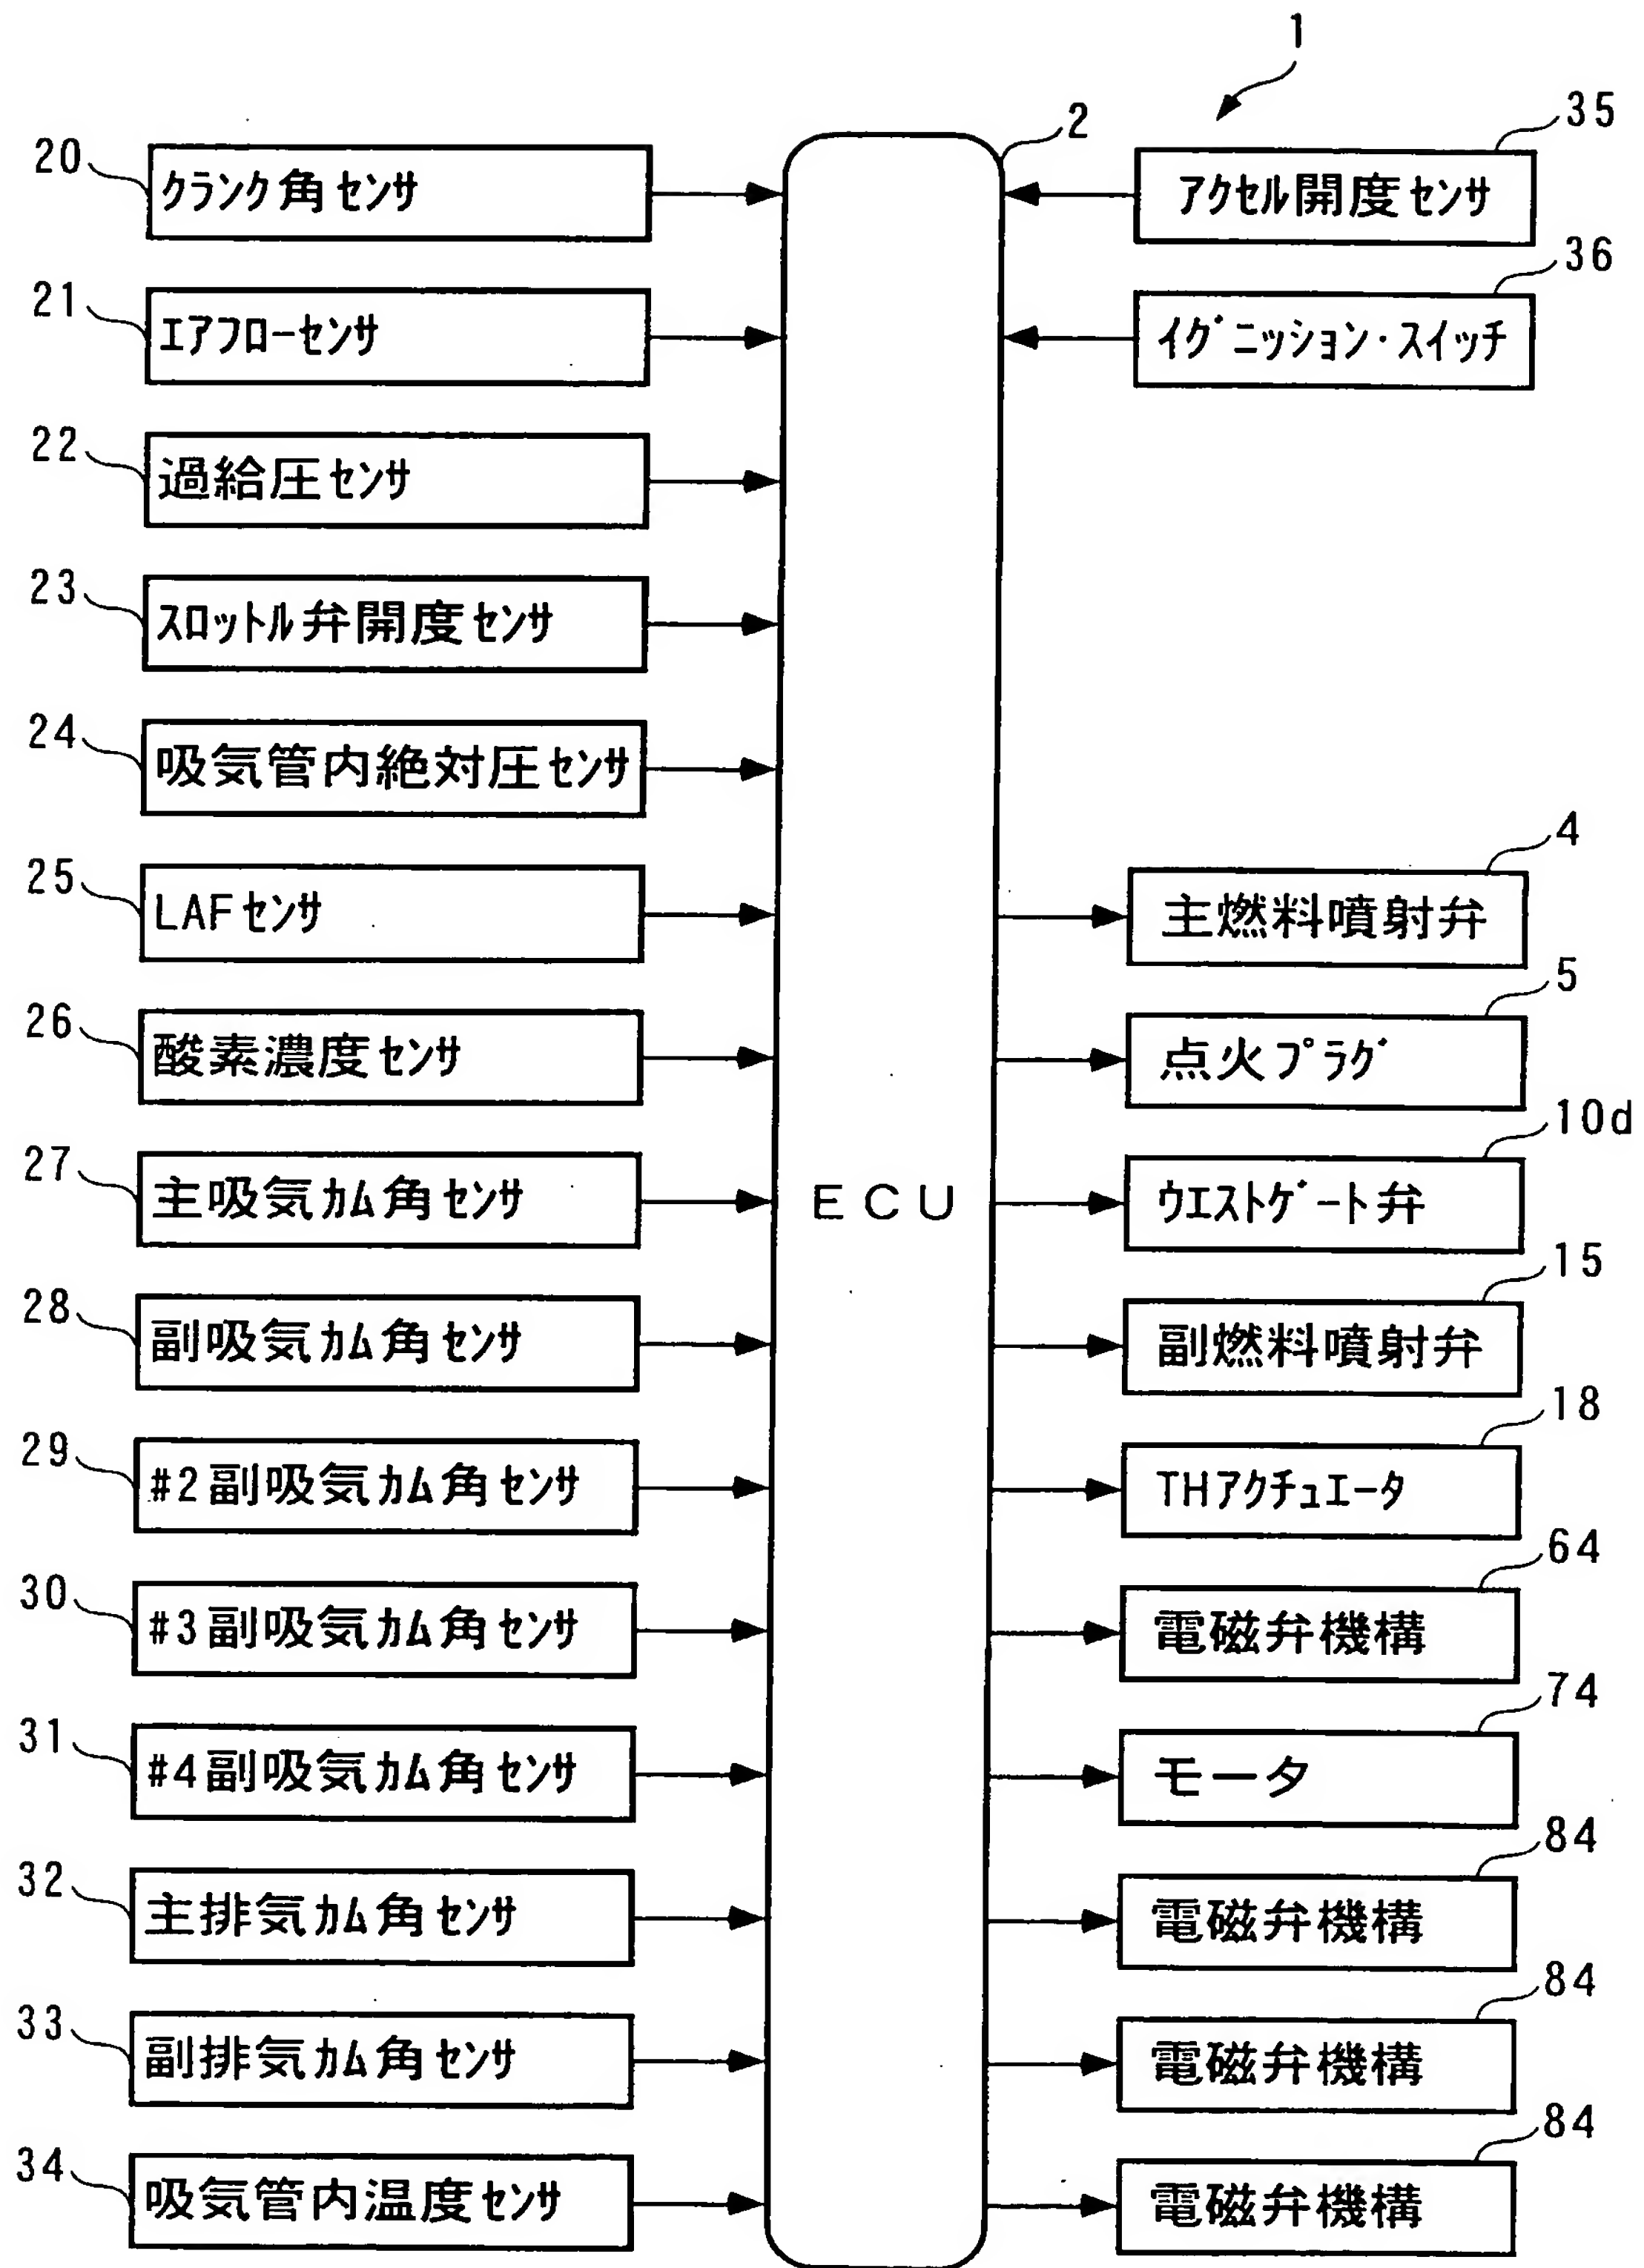 1
2
20
クランク角センサ
21
エアフローセンサ
22
過給圧センサ
23
スロットル弁開度センサ
24
吸気管内絶対圧センサ
25
LAFセンサ
26
酸素濃度センサ
27
主吸気カム角センサ
28
副吸気カム角センサ
29
#2副吸気カム角センサ
30
#3副吸気カム角センサ
31
#4副吸気カム角センサ
32
主排気カム角センサ
33
副排気カム角センサ
34
吸気管内温度センサ
ECU
35
アクセル開度センサ
36
イグニッション・スイッチ
4
主燃料噴射弁
5
点火プラグ
10d
ウエストゲート弁
15
副燃料噴射弁
18
THアクチュエータ
64
電磁弁機構
74
モータ
84
電磁弁機構
84
電磁弁機構
84
電磁弁機構